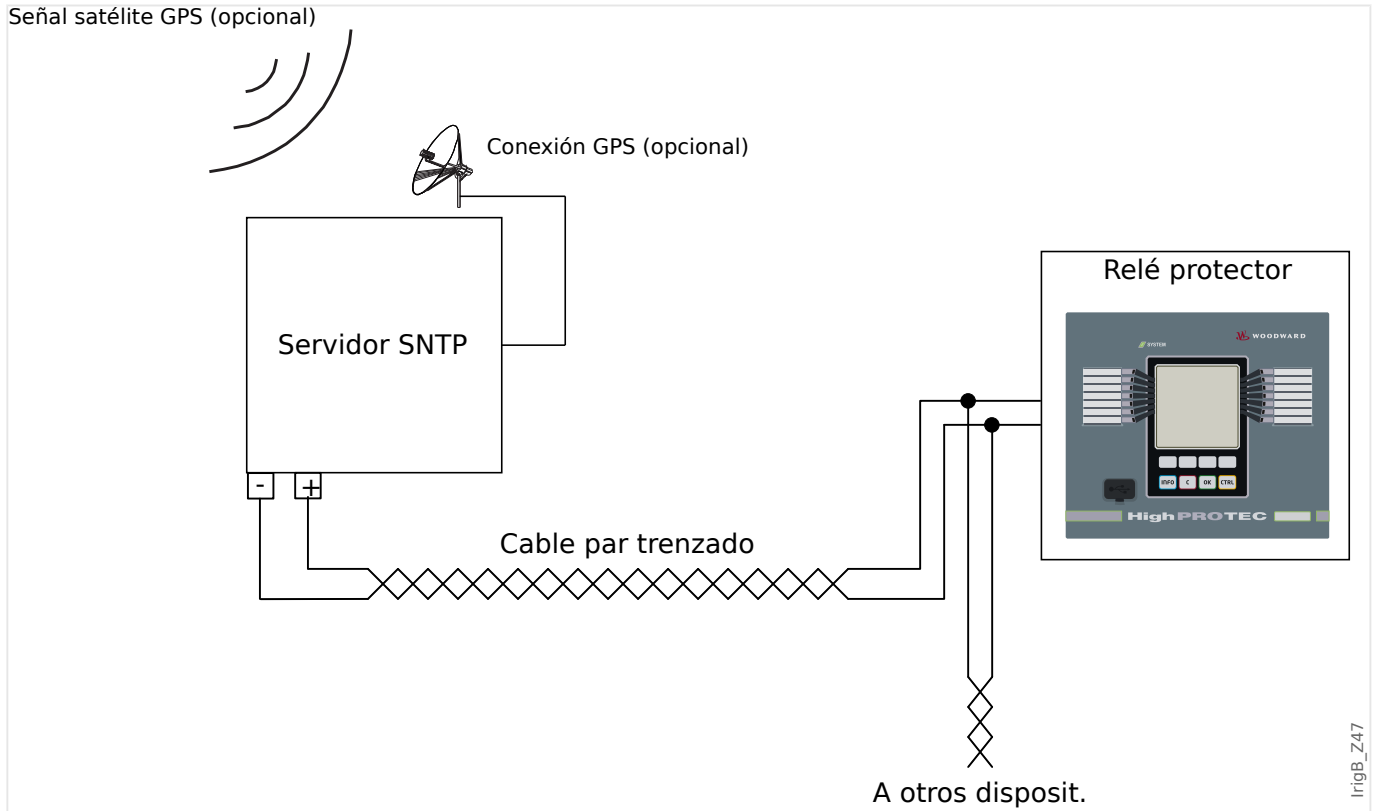 Señal satélite GPS (opcional)
Conexión GPS (opcional)
Servidor SNTP
- +
Cable par trenzado
Relé protector
WOODWARD
SYSTEM
INFO C OK CTRL
HighPROTEC
A otros disposit.
IrigB_Z47